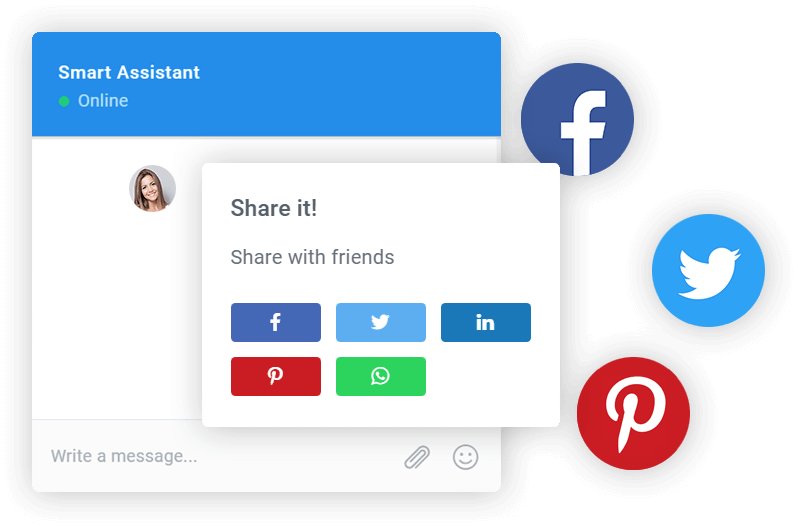 Smart Assistant
Online
Share it!
Share with friends
Write a message...